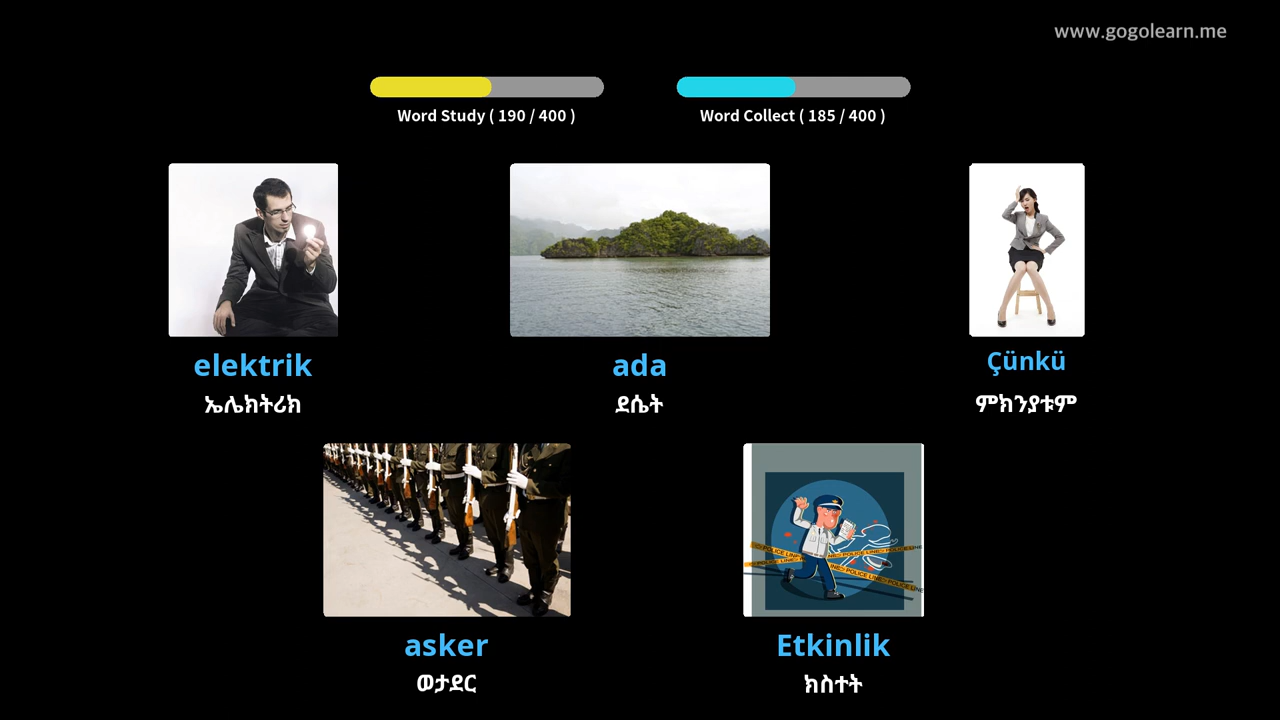 www.gogolearn.me
Word Study ( 190 / 400 )
Word Collect ( 185 / 400 )
elektrik
ኤሌክትሪክ
ada
ደሴት
Çünkü
ምክንያቱም
asker
ወታደር
Etkinlik
ክስተት